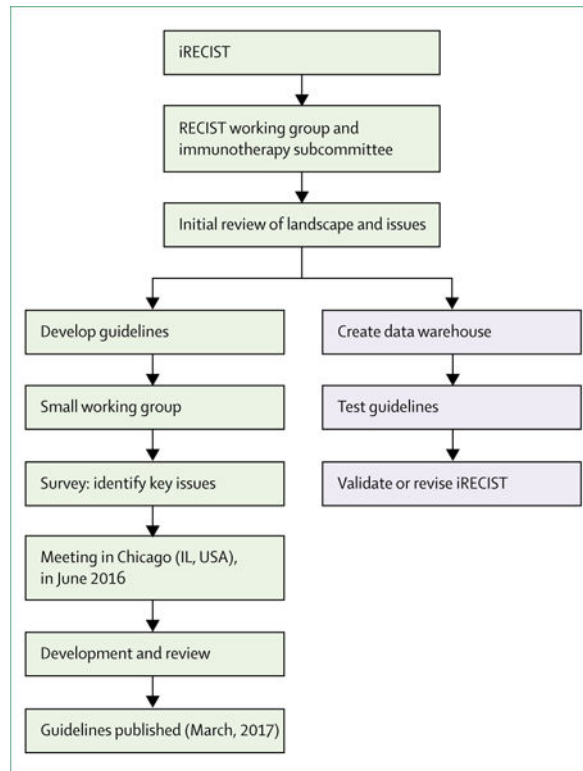 iRECIST
RECIST working group and
immunotherapy subcommittee
Initial review of landscape and issues
Develop guidelines
Small working group
Survey: identify key issues
Meeting in Chicago (IL, USA),
in June 2016
Development and review
Guidelines published (March, 2017)
Create data warehouse
Test guidelines
Validate or revise iRECIST